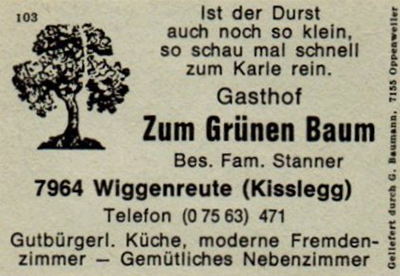 103
Ist der Durst
auch noch so klein,
so schau mal schnell
zum Karle rein.
Gasthof
Zum Grünen Baum
Bes. Fam. Stanner
7964 Wiggenreute (Kisslegg)
Telefon (0 75 63) 471
Gutbürgerl. Küche, moderne Fremden-
zimmer — Gemütliches Nebenzimmer
Geliefert durch G. Baumann, 7155 Oppenweiler